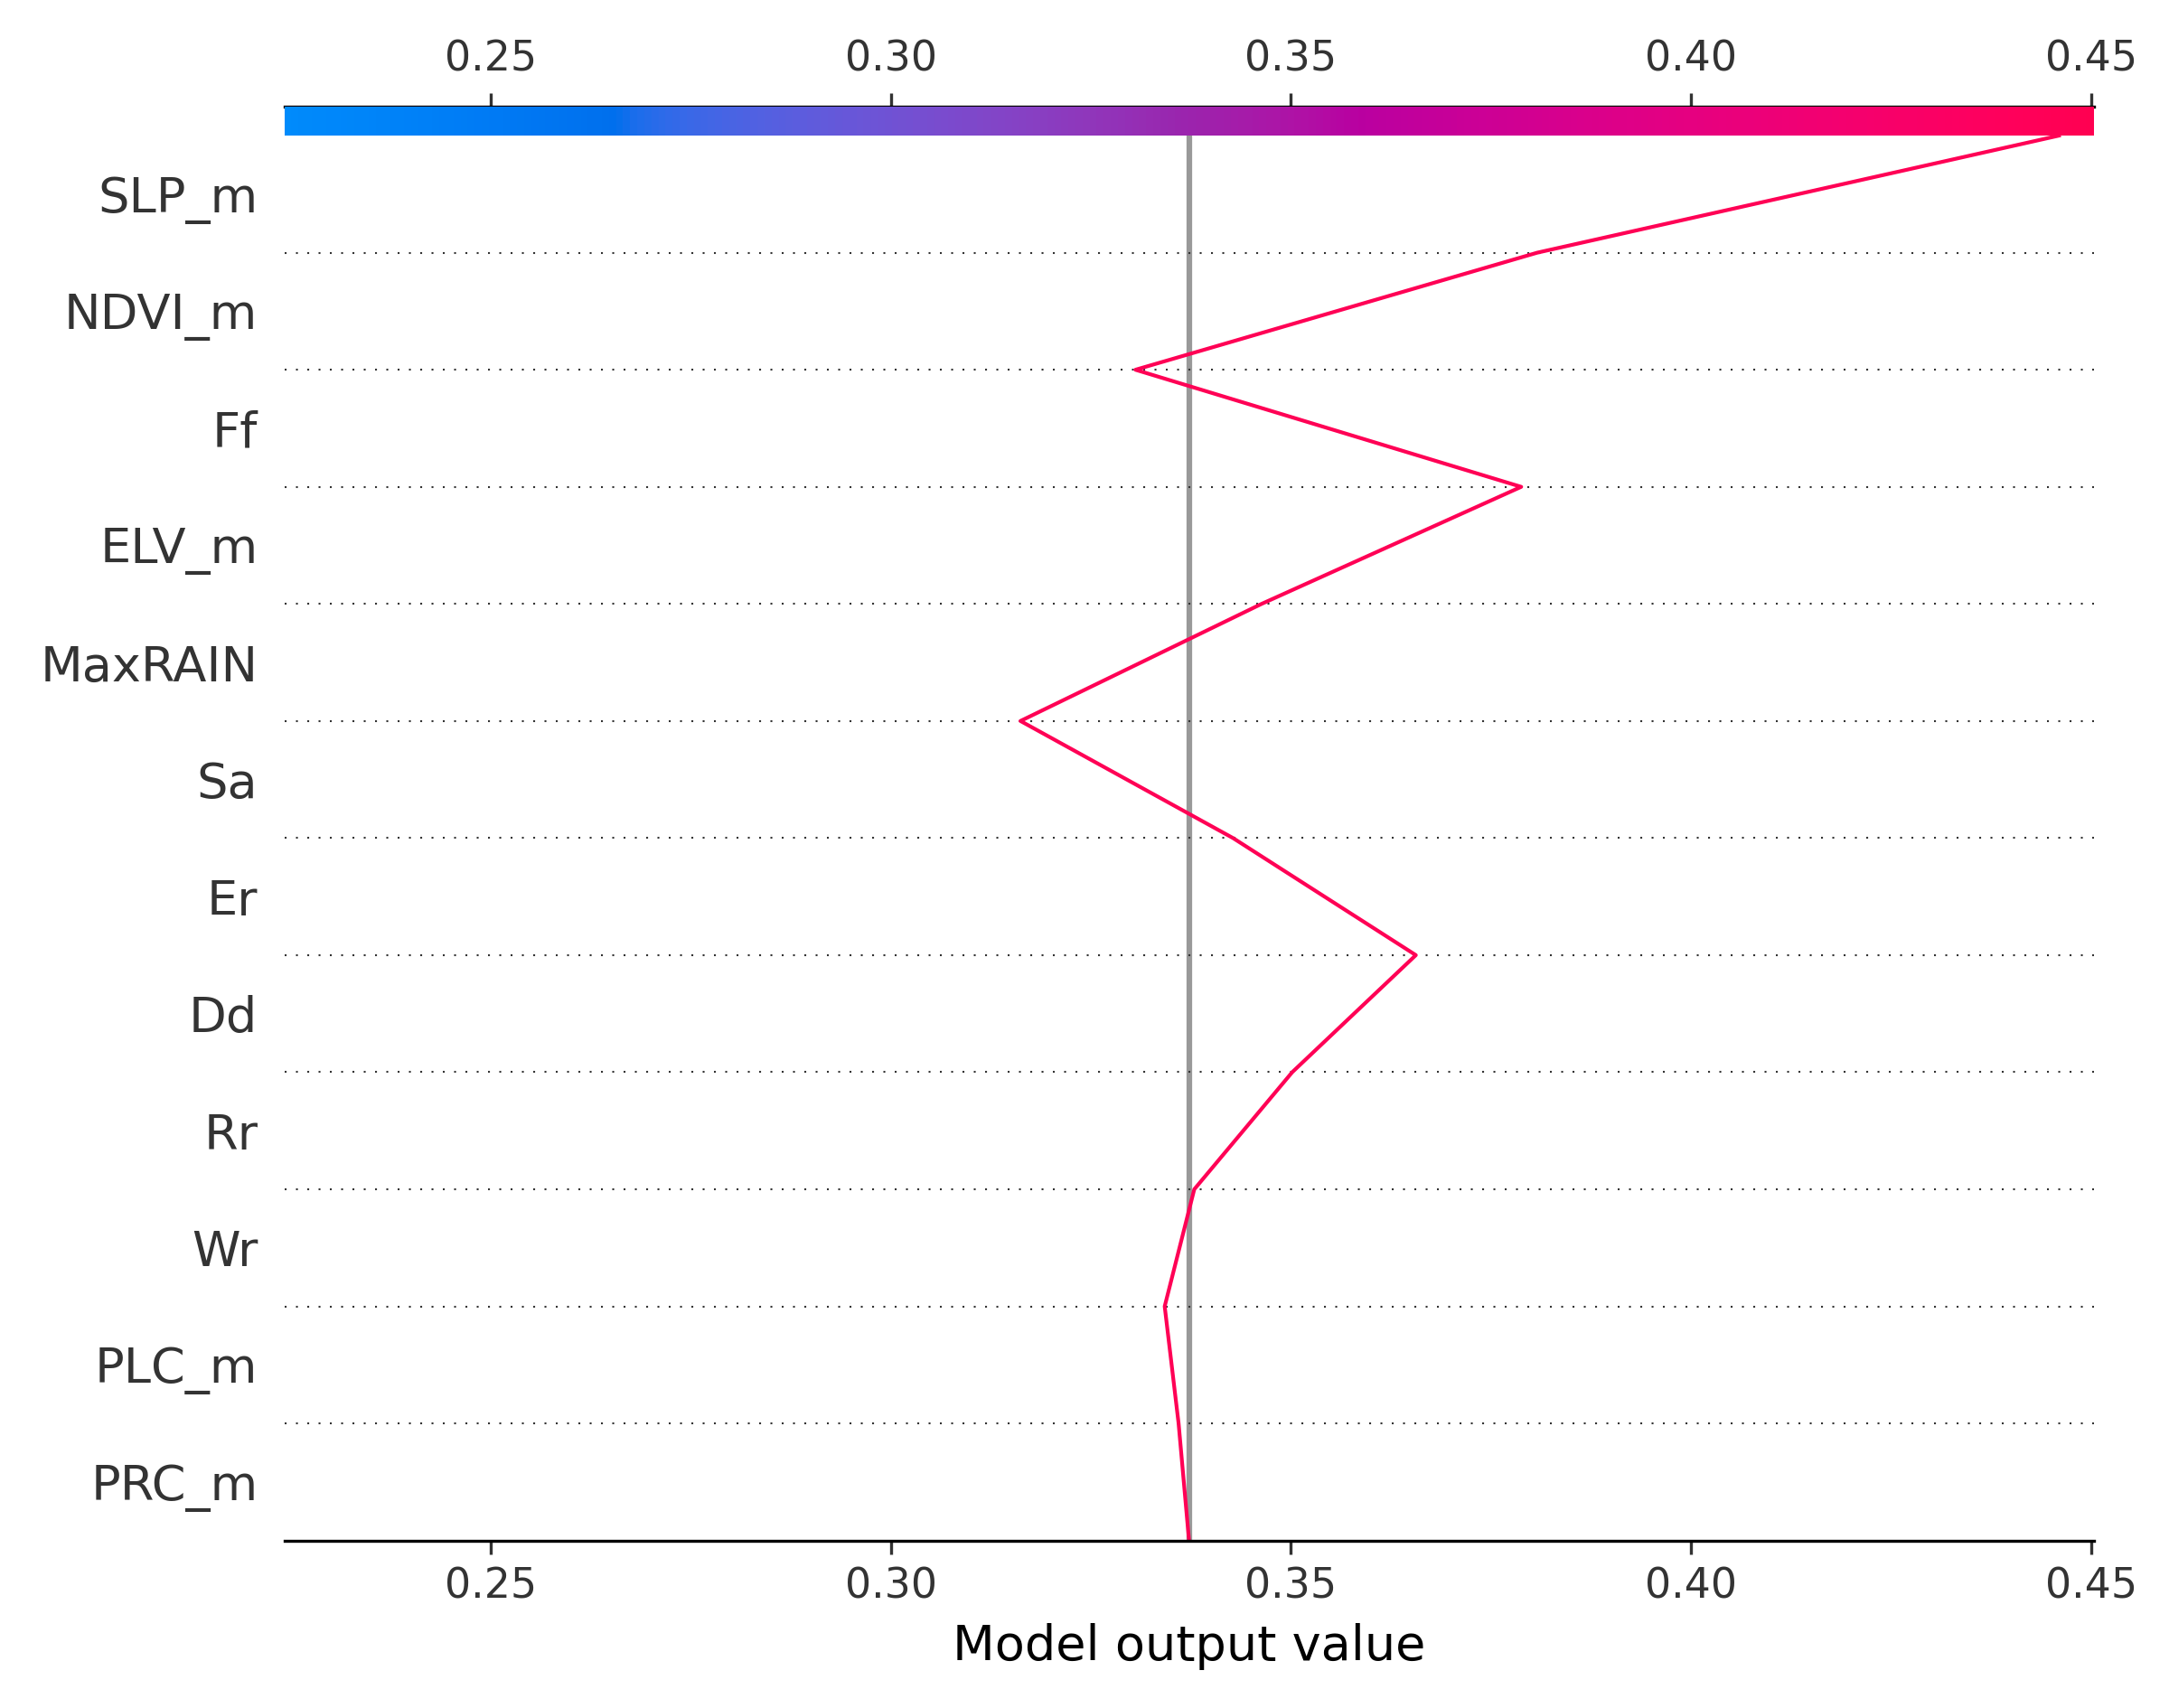 0.25 0.30 0.35 0.40 0.45
SLP_m
NDVI_m
Ff
ELV_m
MaxRAIN
Sa
Er
Dd
Rr
Wr
PLC_m
PRC_m
0.25 0.30 0.35 0.40 0.45
Model output value